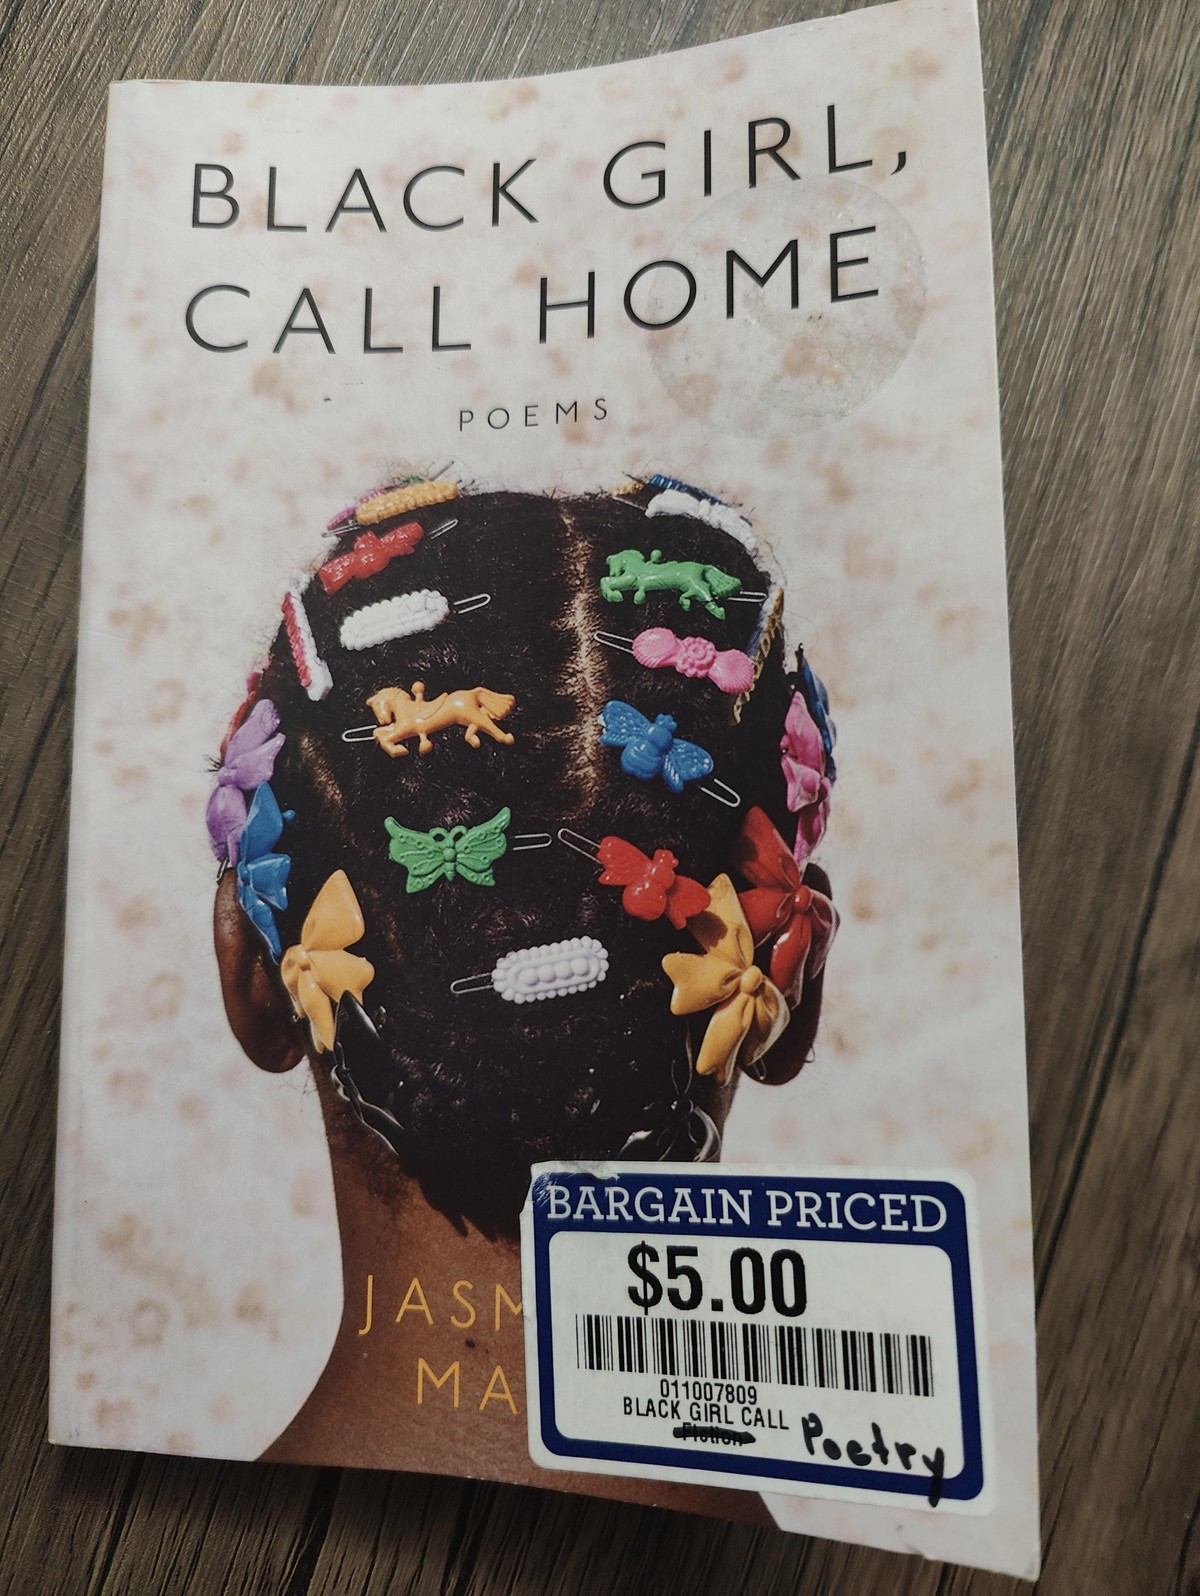 BLACK GIRL,
CALL HOME
POEMS
JASM
MA
BARGAIN PRICED
$5.00
011007809
BLACK GIRL CALL
Fiction Poetry